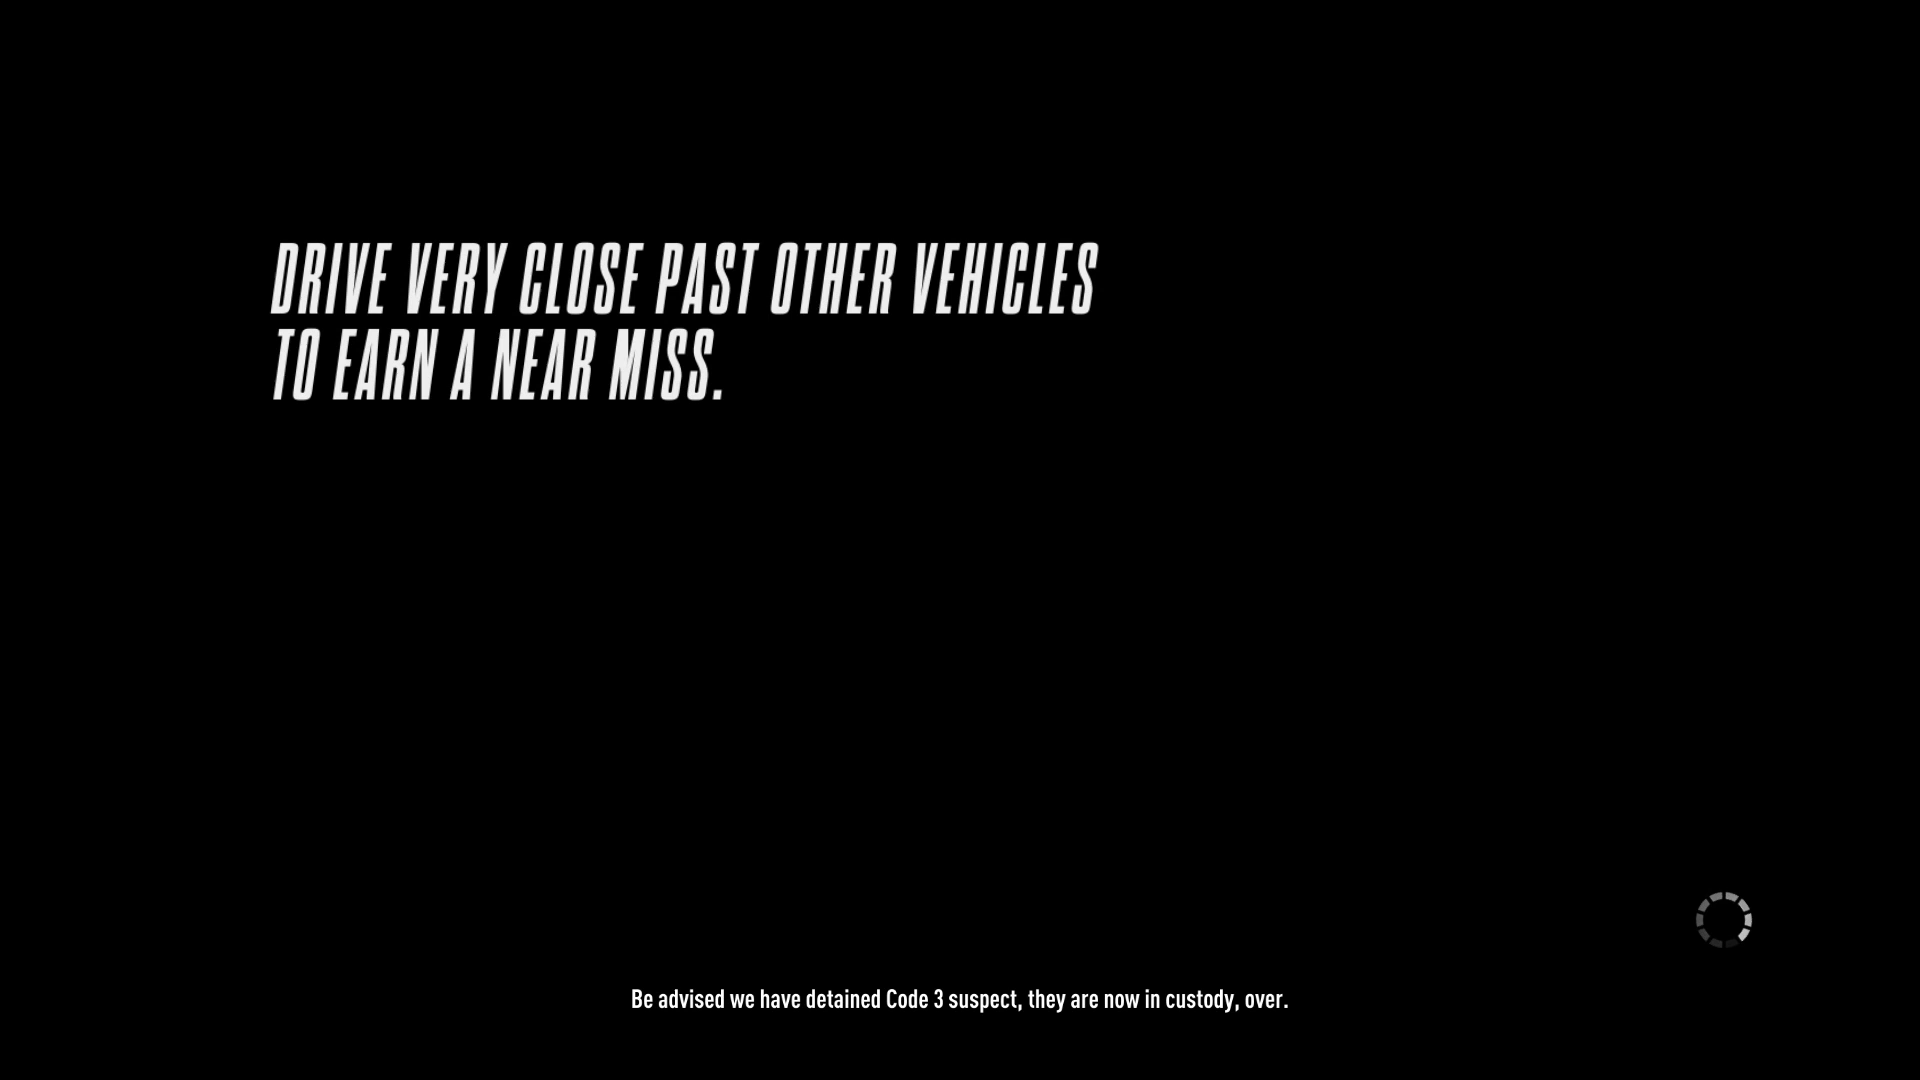 DRIVE VERY CLOSE PAST OTHER VEHICLES
TO EARN A NEAR MISS.
Be advised we have detained Code 3 suspect, they are now in custody, over.